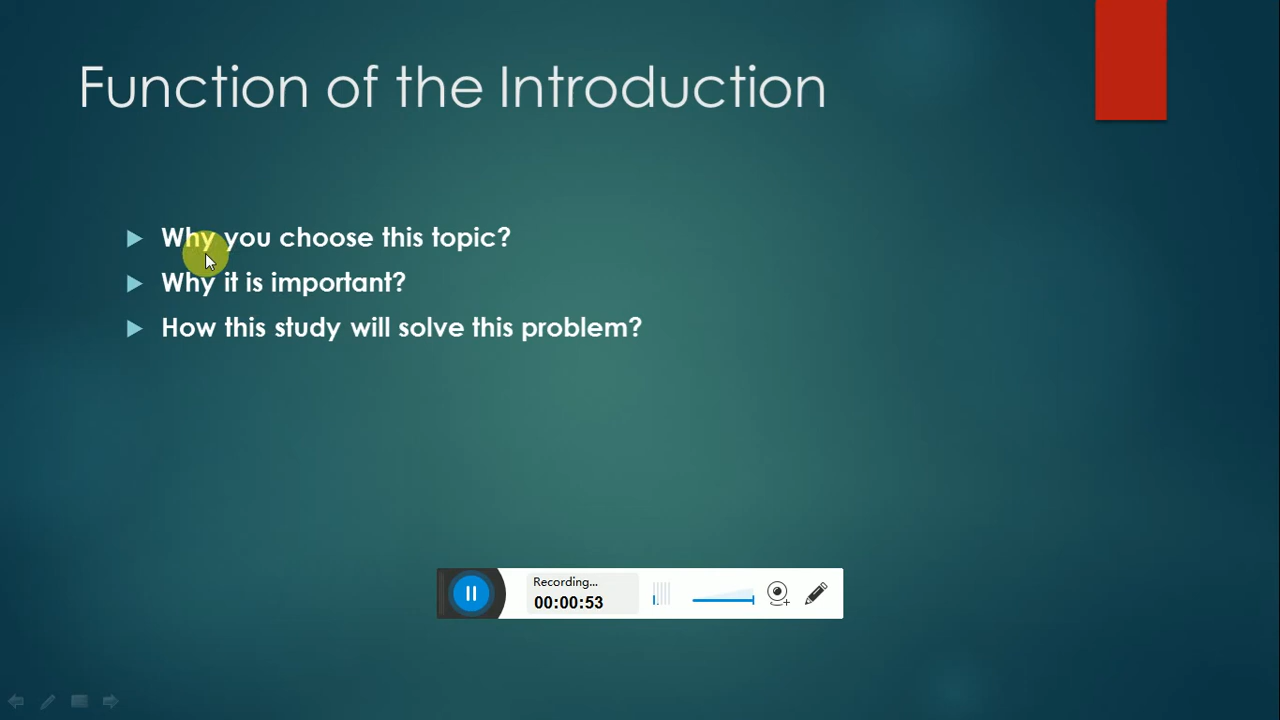 Function of the Introduction
Why you choose this topic?
Why it is important?
How this study will solve this problem?
Recording...
00:00:53